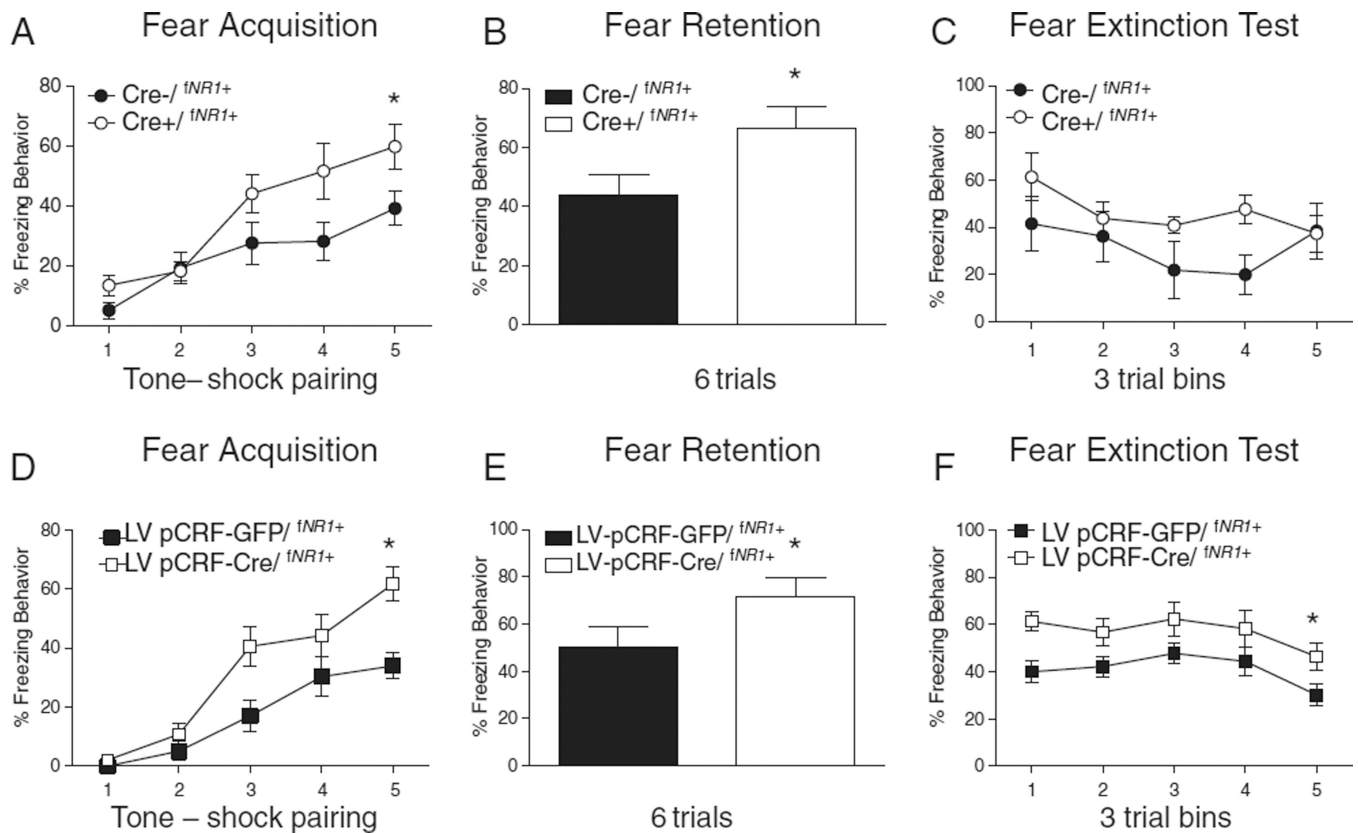 A Fear Acquisition
% Freezing Behavior
80
60
40
20
0
Cre-/ fNR1+
Cre+/ fNR1+
*
1 2 3 4 5
Tone–shock pairing
B Fear Retention
% Freezing Behavior
80
60
40
20
0
Cre-/ fNR1+
Cre+/ fNR1+
*
6 trials
C Fear Extinction Test
% Freezing Behavior
100
80
60
40
20
0
Cre-/ fNR1+
Cre+/ fNR1+
1 2 3 4 5
3 trial bins
D Fear Acquisition
% Freezing Behavior
80
60
40
20
0
LV pCRF-GFP/ fNR1+
LV pCRF-Cre/ fNR1+
*
1 2 3 4 5
Tone – shock pairing
E Fear Retention
% Freezing Behavior
100
80
60
40
20
0
LV-pCRF-GFP/ fNR1+
LV-pCRF-Cre/ fNR1+
*
6 trials
F Fear Extinction Test
% Freezing Behavior
100
80
60
40
20
0
LV pCRF-GFP/ fNR1+
LV pCRF-Cre/ fNR1+
*
1 2 3 4 5
3 trial bins